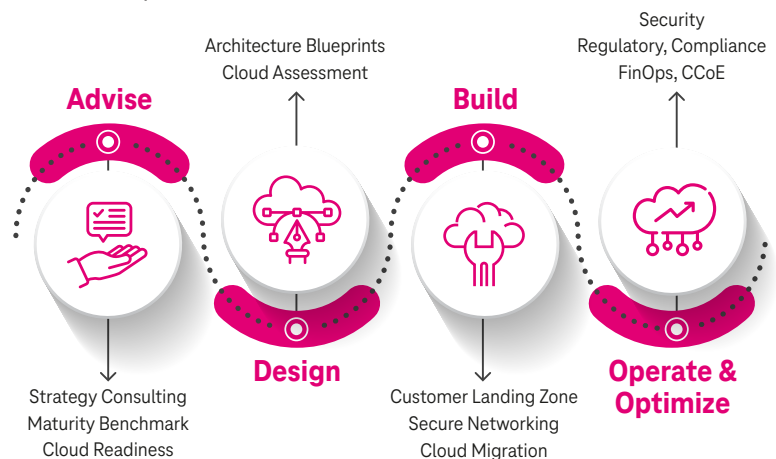 Advise
Strategy Consulting
Maturity Benchmark
Cloud Readiness
Architecture Blueprints
Cloud Assessment
Design
Build
Customer Landing Zone
Secure Networking
Cloud Migration
Security
Regulatory, Compliance
FinOps, CCoE
Operate &
Optimize